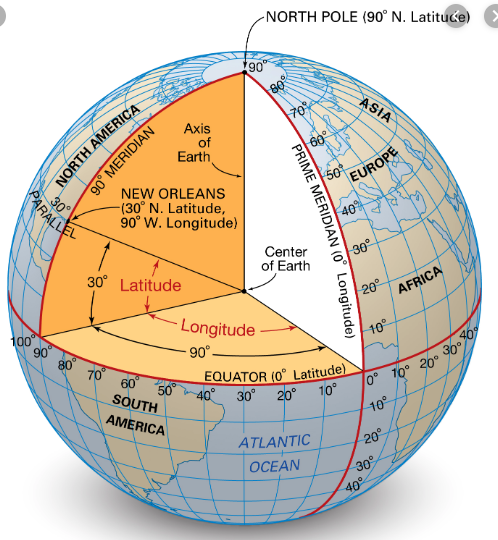 NORTH POLE (90° N. Latitude)
90°
80°
70°
60°
50°
40°
30°
20°
10°
ASIA
EUROPE
AFRICA
PRIME MERIDIAN (0° Longitude)
NORTH AMERICA
90° MERIDIAN
30°
PARALLEL
Axis
of
Earth
NEW ORLEANS
(30° N. Latitude,
90° W. Longitude)
Center
of Earth
30°
Latitude
Longitude
90°
EQUATOR (0° Latitude)
100°
90°
80°
70°
60°
50°
40°
30°
20°
10°
0°
10°
20°
30°
40°
10°
20°
30°
40°
SOUTH
AMERICA
ATLANTIC
OCEAN